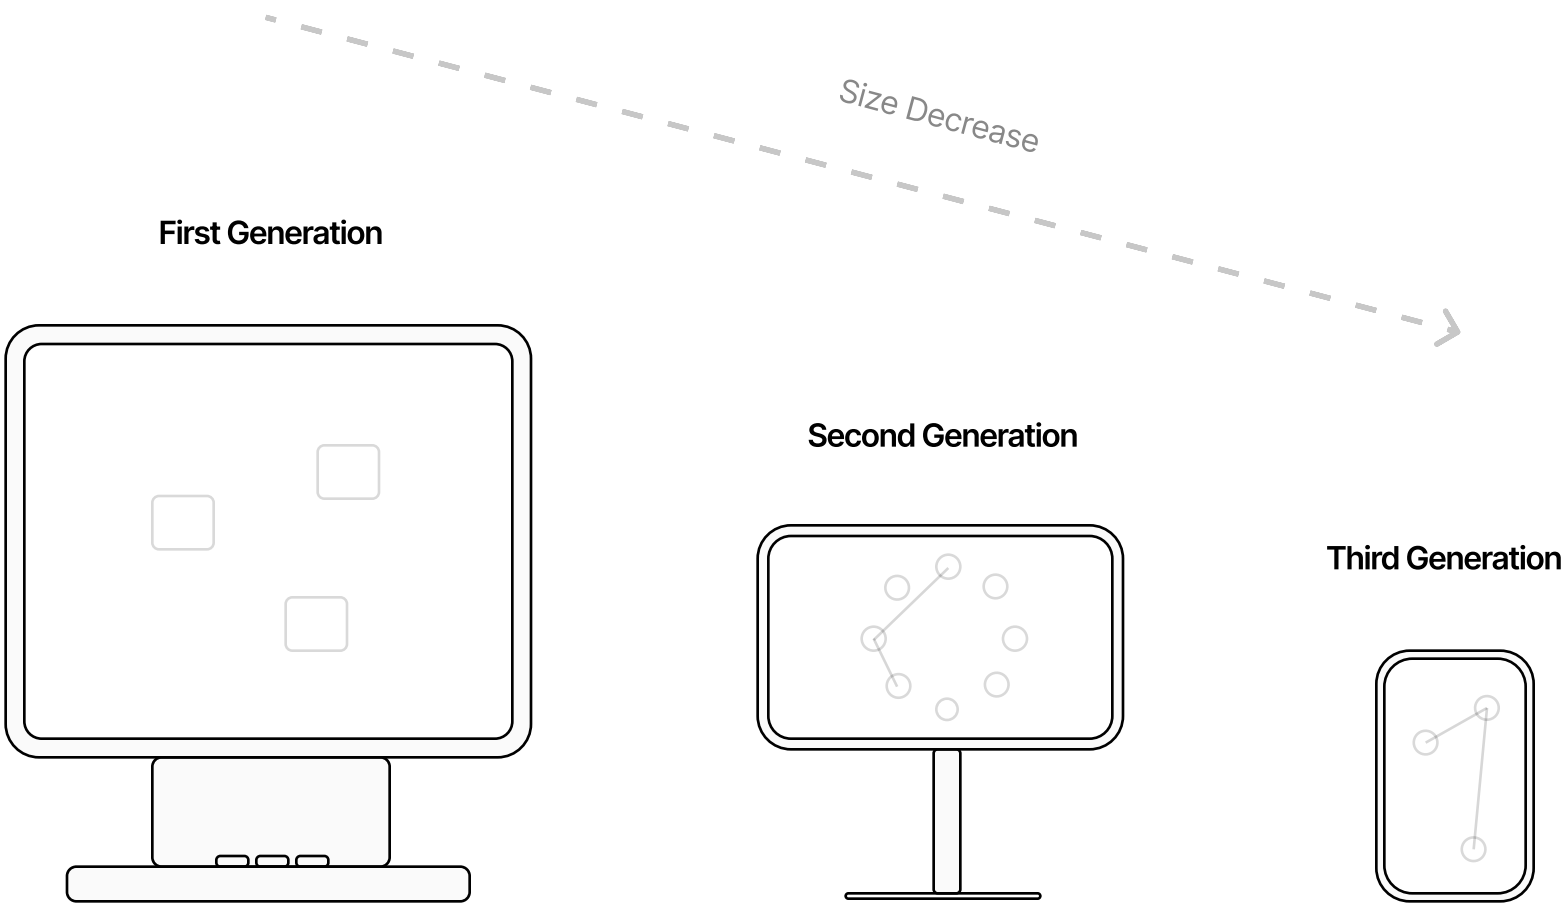 Size Decrease
First Generation
Second Generation
Third Generation